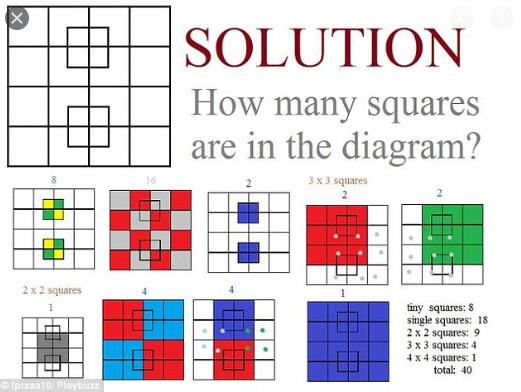 SOLUTION
How many squares
are in the diagram?
8
16
2
3 x 3 squares
2
2
2 x 2 squares
1
4
4
1
tiny squares: 8
single squares: 18
2 x 2 squares: 9
3 x 3 squares: 4
4 x 4 squares: 1
total: 40
© fprzaa10/ Playbuzz